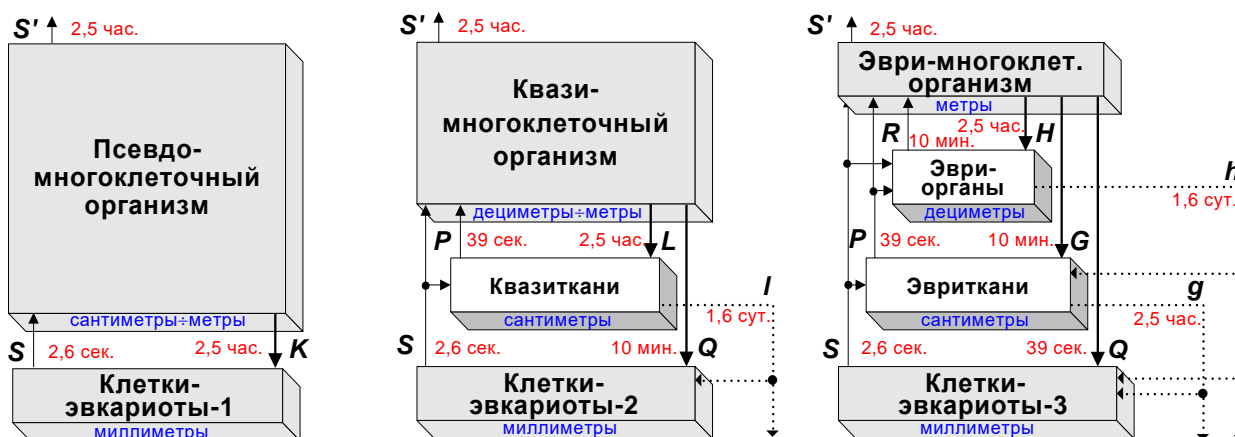 S' 2,5 час.
Псевдо-
многоклеточный
организм
сантиметры÷метры
S 2,6 сек. 2,5 час. K
Клетки-
эвкариоты-1
миллиметры
S' 2,5 час.
Квази-
многоклеточный
организм
дециметры÷метры
P 39 сек. 2,5 час. L
Квазиткани
сантиметры
l
1,6 сут.
S 2,6 сек. 10 мин. Q
Клетки-
эвкариоты-2
миллиметры
S' 2,5 час.
Эври-многоклет.
организм
метры
R 2,5 час. H
10 мин.
Эври-
органы
дециметры
h
1,6 сут.
P 39 сек. 10 мин. G
Эвриткани
сантиметры
g
2,5 час.
S 2,6 сек. 39 сек. Q
Клетки-
эвкариоты-3
миллиметры